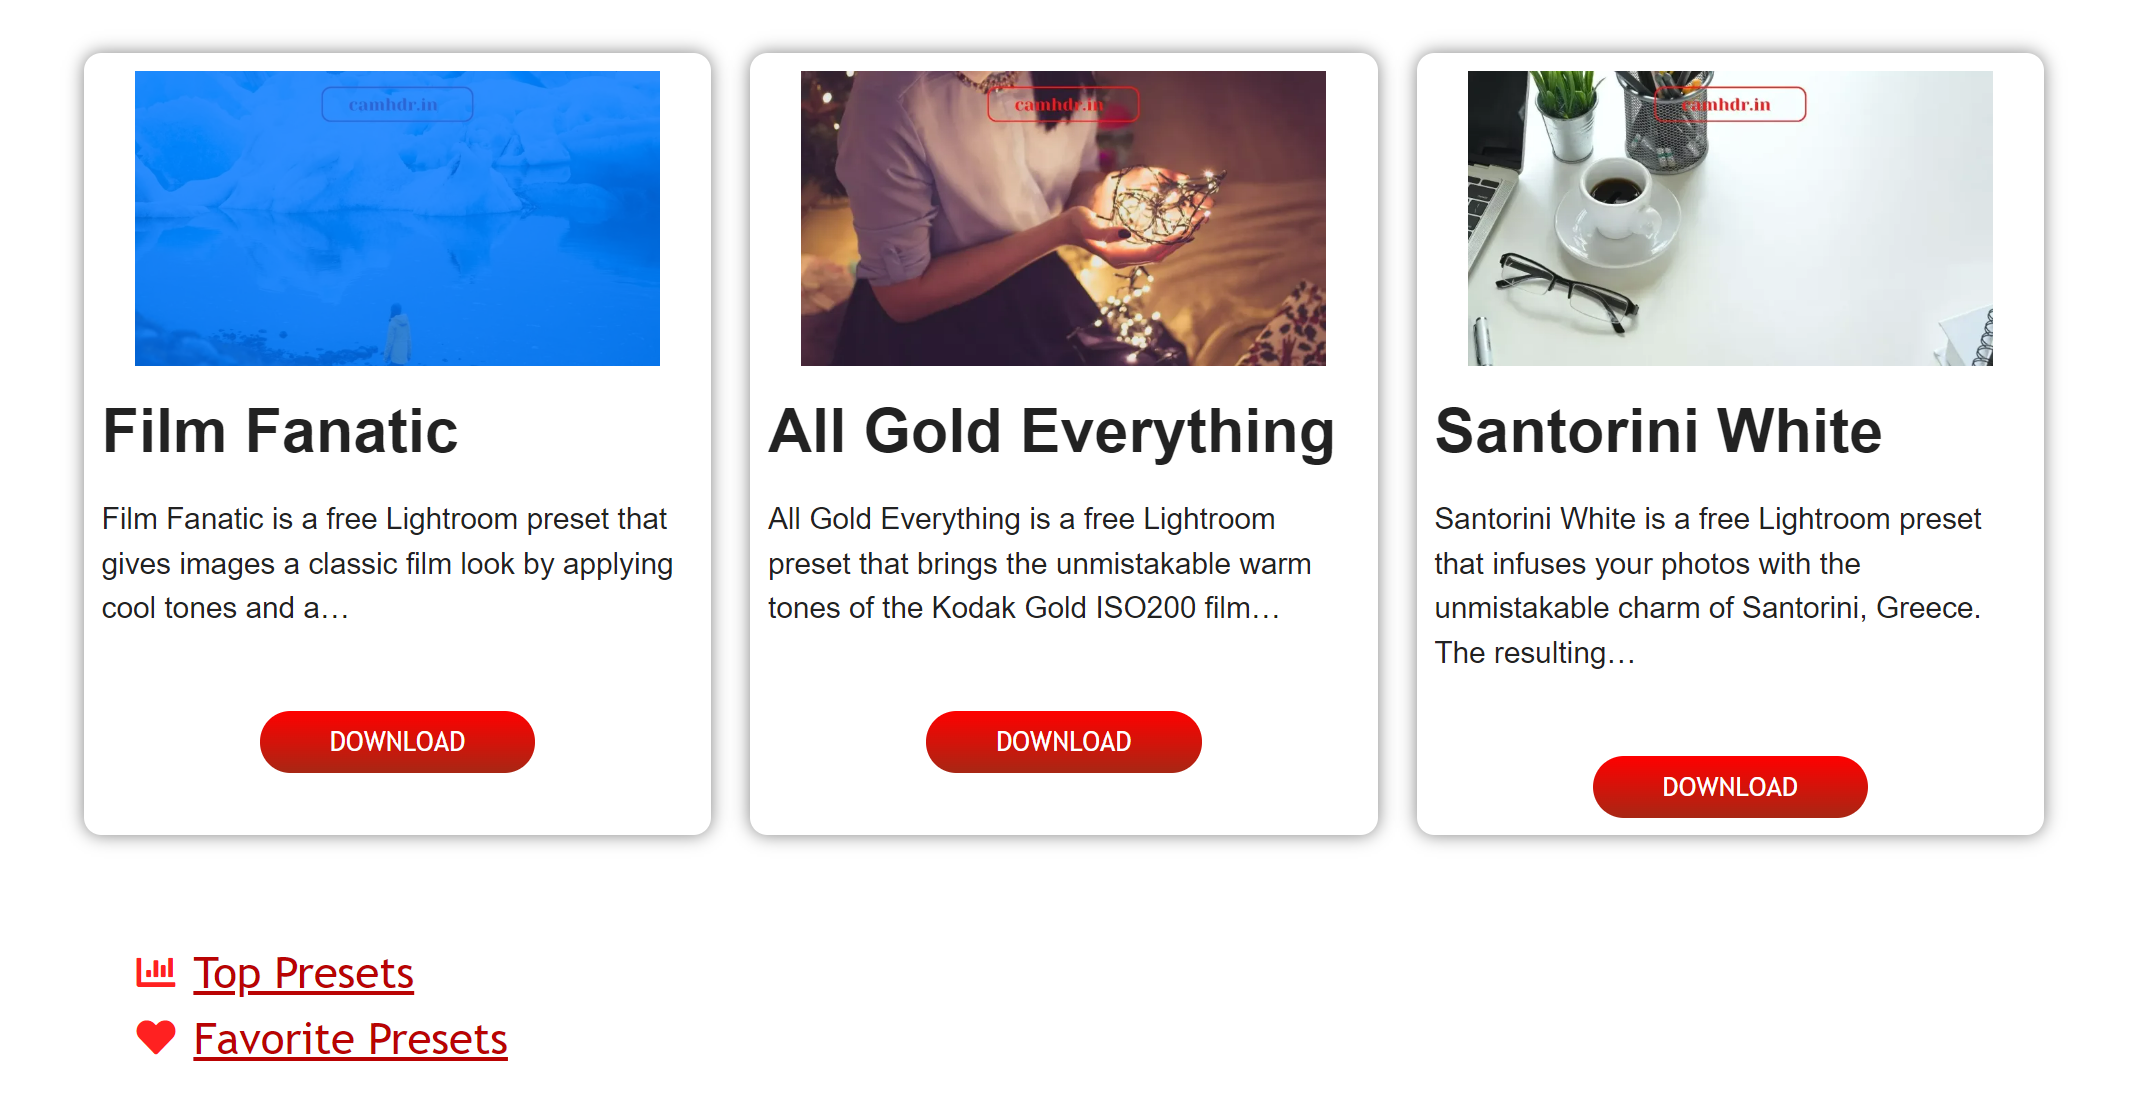 camhdr.in
Film Fanatic
Film Fanatic is a free Lightroom preset that
gives images a classic film look by applying
cool tones and a…
DOWNLOAD
camhdr.in
All Gold Everything
All Gold Everything is a free Lightroom
preset that brings the unmistakable warm
tones of the Kodak Gold ISO200 film…
DOWNLOAD
camhdr.in
Santorini White
Santorini White is a free Lightroom preset
that infuses your photos with the
unmistakable charm of Santorini, Greece.
The resulting…
DOWNLOAD
Top Presets
Favorite Presets